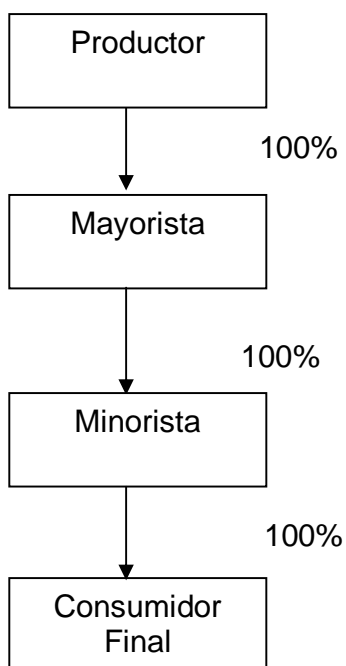 Productor
100%
Mayorista
100%
Minorista
100%
Consumidor
Final